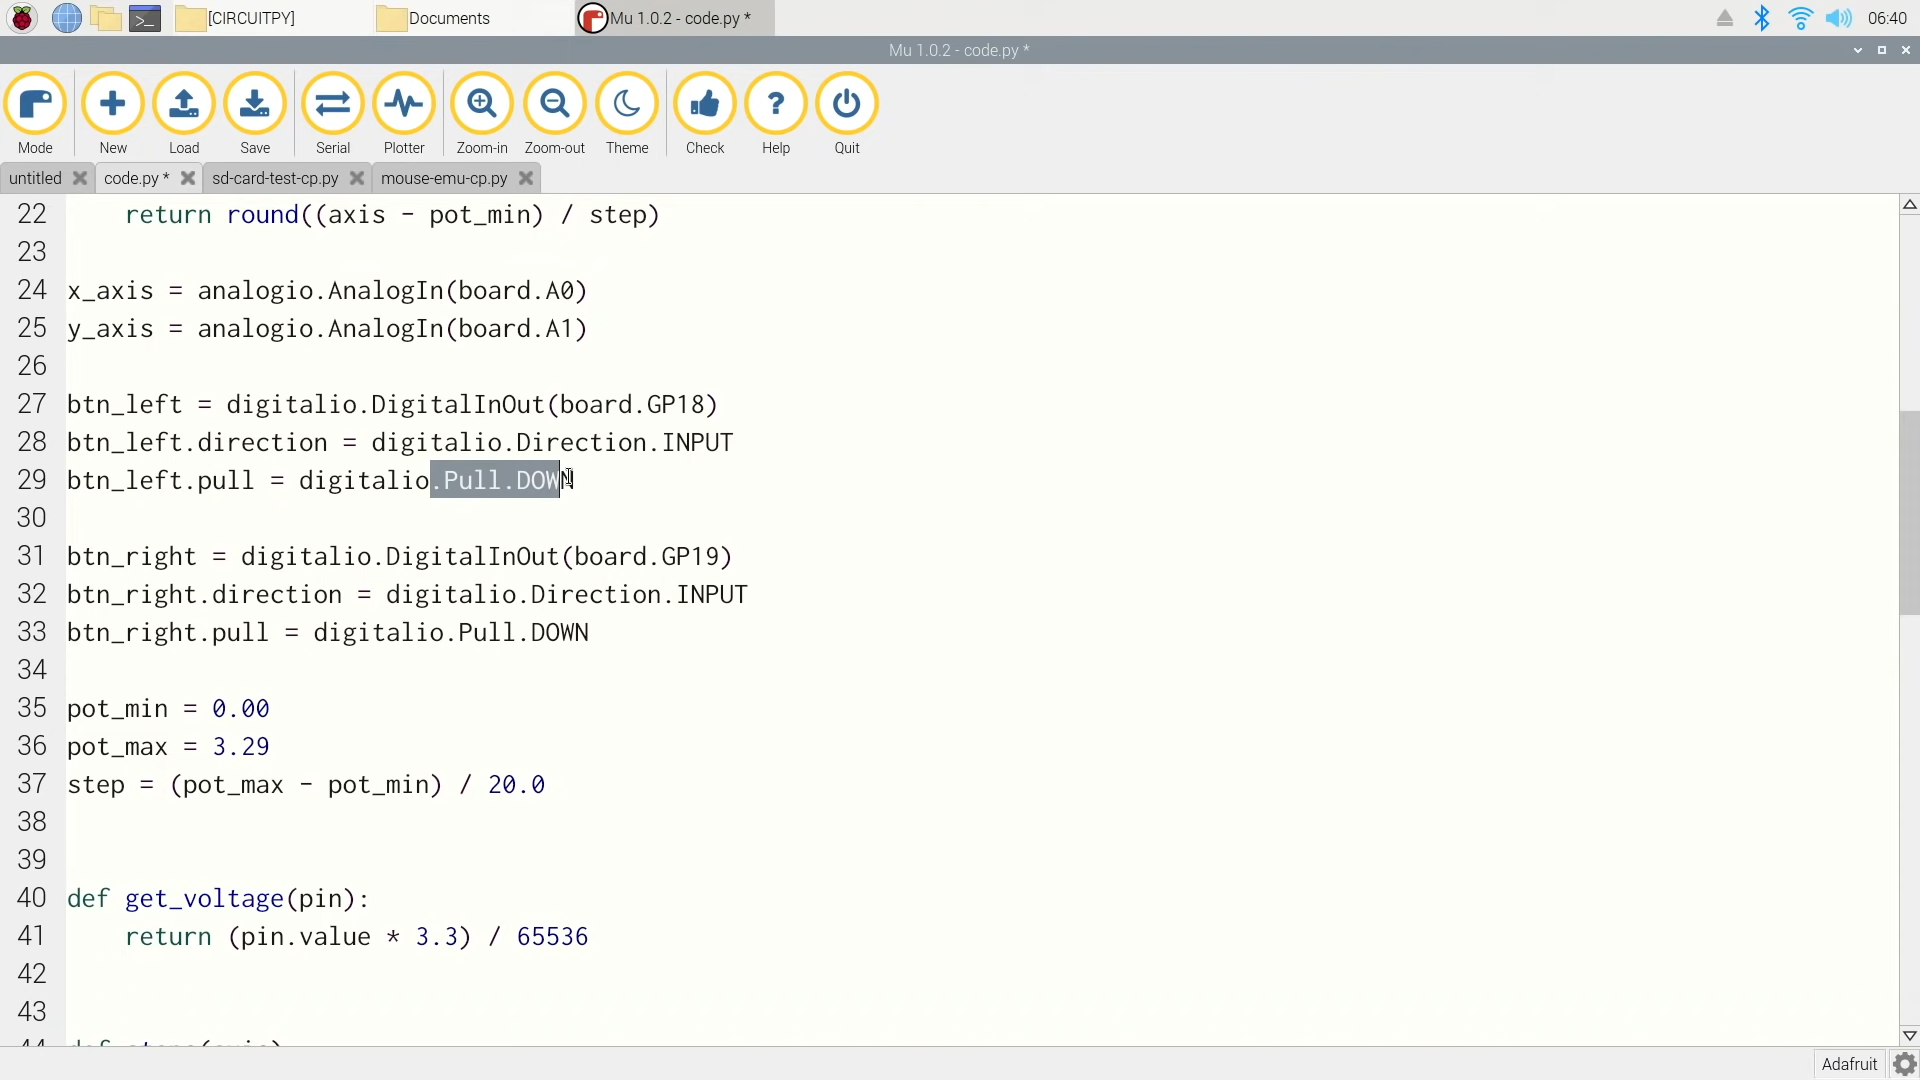 [CIRCUITPY]
Documents
Mu 1.0.2 - code.py *
06:40
Mu 1.0.2 - code.py *
Mode
New
Load
Save
Serial
Plotter
Zoom-in
Zoom-out
Theme
Check
Help
Quit
untitled
code.py *
sd-card-test-cp.py
mouse-emu-cp.py
22     return round((axis - pot_min) / step)
23
24 x_axis = analogio.AnalogIn(board.A0)
25 y_axis = analogio.AnalogIn(board.A1)
26
27 btn_left = digitalio.DigitalInOut(board.GP18)
28 btn_left.direction = digitalio.Direction.INPUT
29 btn_left.pull = digitalio.Pull.DOWN
30
31 btn_right = digitalio.DigitalInOut(board.GP19)
32 btn_right.direction = digitalio.Direction.INPUT
33 btn_right.pull = digitalio.Pull.DOWN
34
35 pot_min = 0.00
36 pot_max = 3.29
37 step = (pot_max - pot_min) / 20.0
38
39
40 def get_voltage(pin):
41     return (pin.value * 3.3) / 65536
42
43
Adafruit